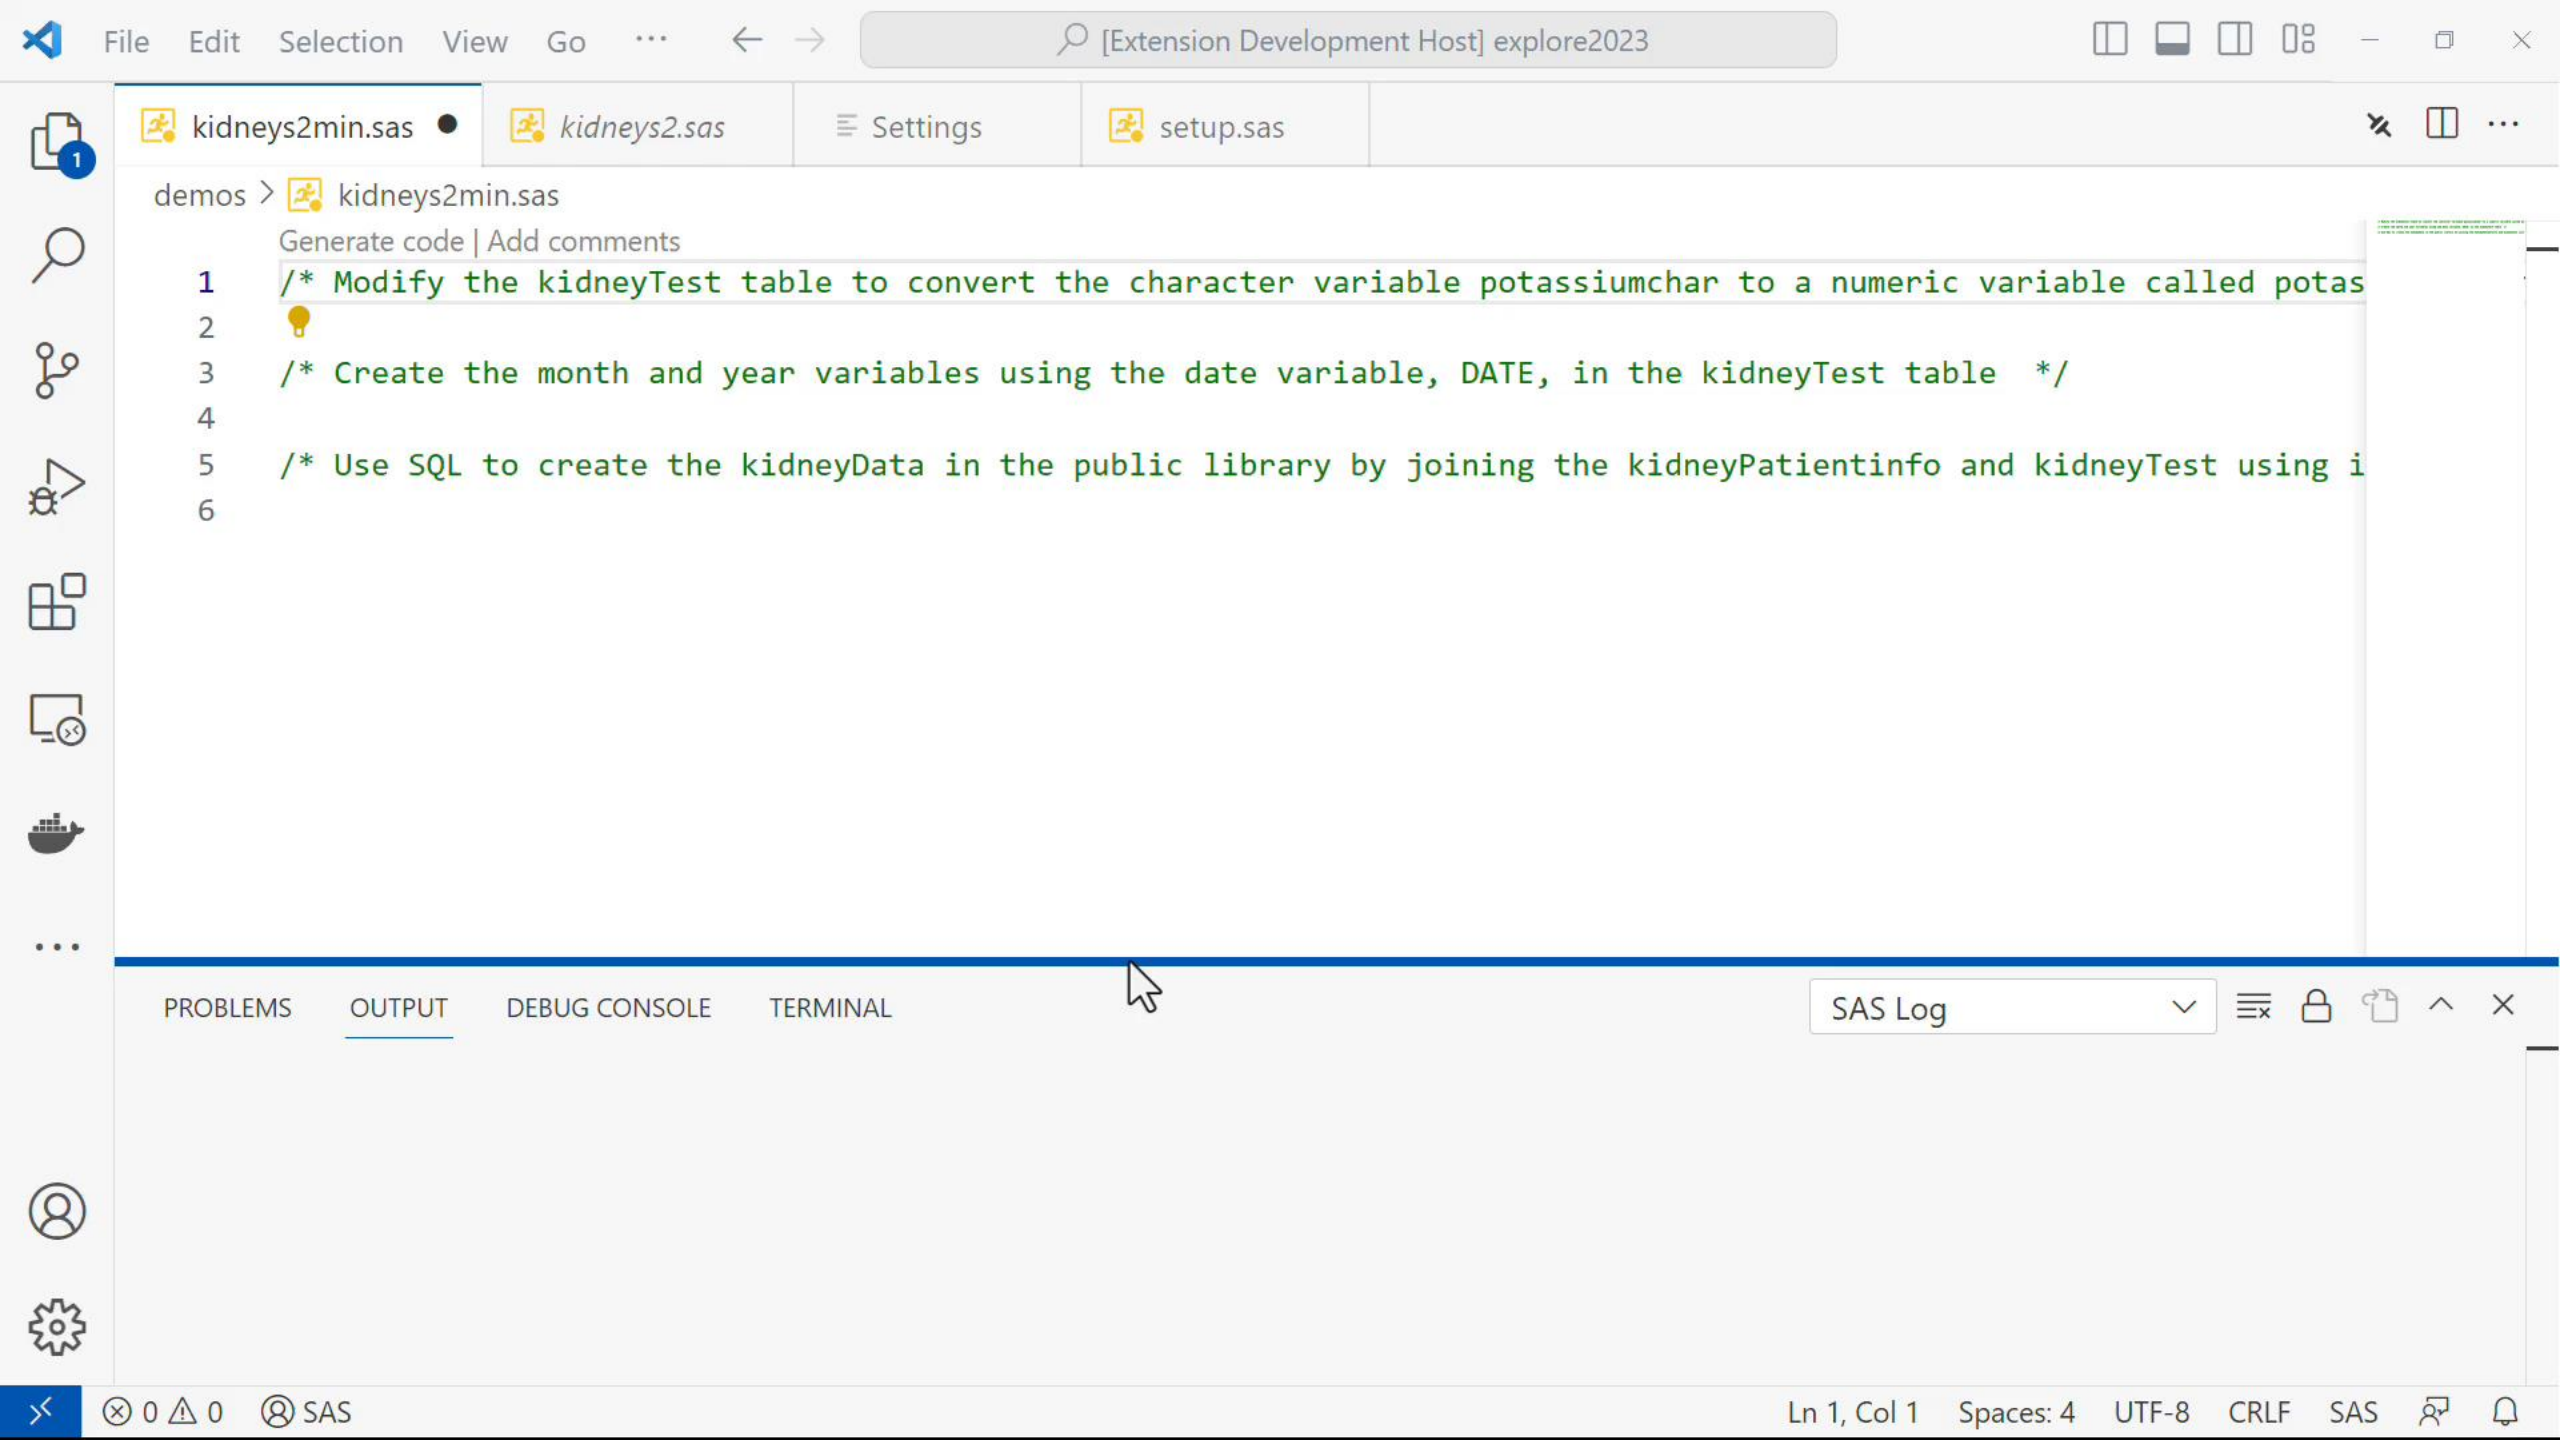 File Edit Selection View Go ··· [Extension Development Host] explore2023
kidneys2min.sas kidneys2.sas Settings setup.sas
1
demos > kidneys2min.sas
Generate code | Add comments
1 /* Modify the kidneyTest table to convert the character variable potassiumchar to a numeric variable called potas
2
3 /* Create the month and year variables using the date variable, DATE, in the kidneyTest table  */
4
5 /* Use SQL to create the kidneyData in the public library by joining the kidneyPatientinfo and kidneyTest using i
6
PROBLEMS OUTPUT DEBUG CONSOLE TERMINAL SAS Log
0 0 SAS Ln 1, Col 1 Spaces: 4 UTF-8 CRLF SAS